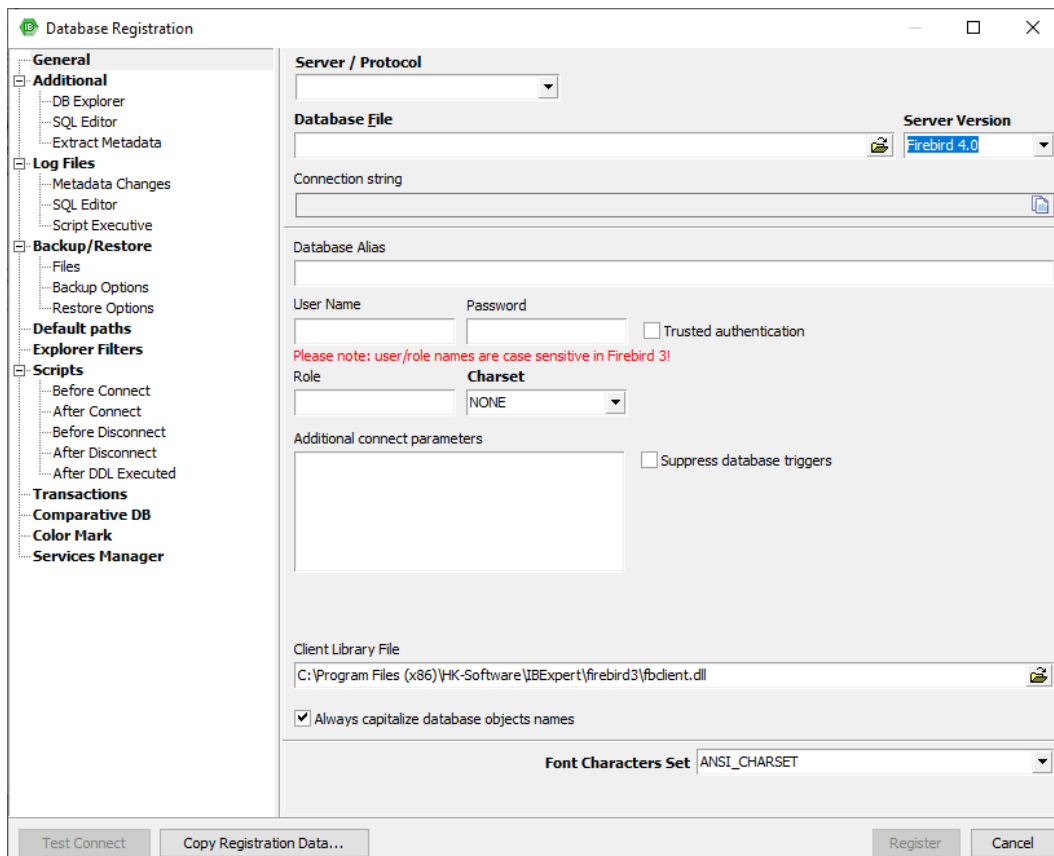 IB Database Registration
General
Additional
DB Explorer
SQL Editor
Extract Metadata
Log Files
Metadata Changes
SQL Editor
Script Executive
Backup/Restore
Files
Backup Options
Restore Options
Default paths
Explorer Filters
Scripts
Before Connect
After Connect
Before Disconnect
After Disconnect
After DDL Executed
Transactions
Comparative DB
Color Mark
Services Manager
Server / Protocol
Database File Server Version
Firebird 4.0
Connection string
Database Alias
User Name Password
Trusted authentication
Please note: user/role names are case sensitive in Firebird 3!
Role Charset
NONE
Additional connect parameters
Suppress database triggers
Client Library File
C:\Program Files (x86)\HK-Software\IBExpert\firebird3\fbclient.dll
Always capitalize database objects names
Font Characters Set ANSI_CHARSET
Test Connect Copy Registration Data... Register Cancel